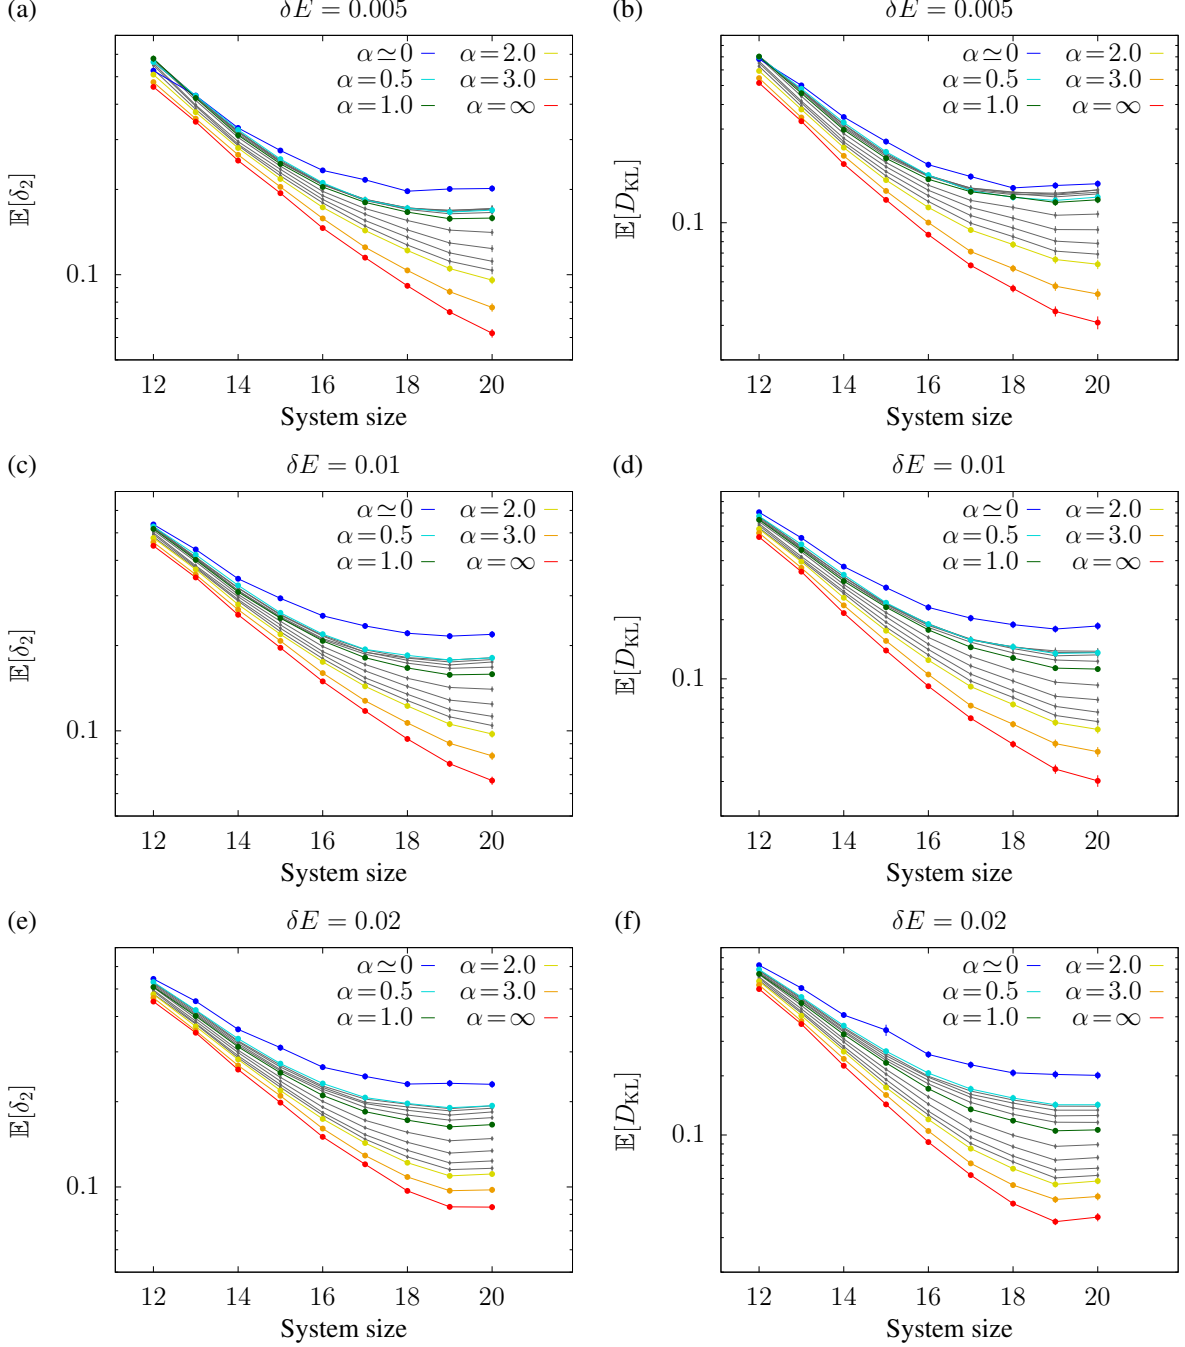 (a) δE = 0.005
α≃0 α=2.0
α=0.5 α=3.0
α=1.0 α=∞
𝔼[δ₂]
0.1
12 14 16 18 20
System size
(b) δE = 0.005
α≃0 α=2.0
α=0.5 α=3.0
α=1.0 α=∞
𝔼[D_KL]
0.1
12 14 16 18 20
System size
(c) δE = 0.01
α≃0 α=2.0
α=0.5 α=3.0
α=1.0 α=∞
𝔼[δ₂]
0.1
12 14 16 18 20
System size
(d) δE = 0.01
α≃0 α=2.0
α=0.5 α=3.0
α=1.0 α=∞
𝔼[D_KL]
0.1
12 14 16 18 20
System size
(e) δE = 0.02
α≃0 α=2.0
α=0.5 α=3.0
α=1.0 α=∞
𝔼[δ₂]
0.1
12 14 16 18 20
System size
(f) δE = 0.02
α≃0 α=2.0
α=0.5 α=3.0
α=1.0 α=∞
𝔼[D_KL]
0.1
12 14 16 18 20
System size